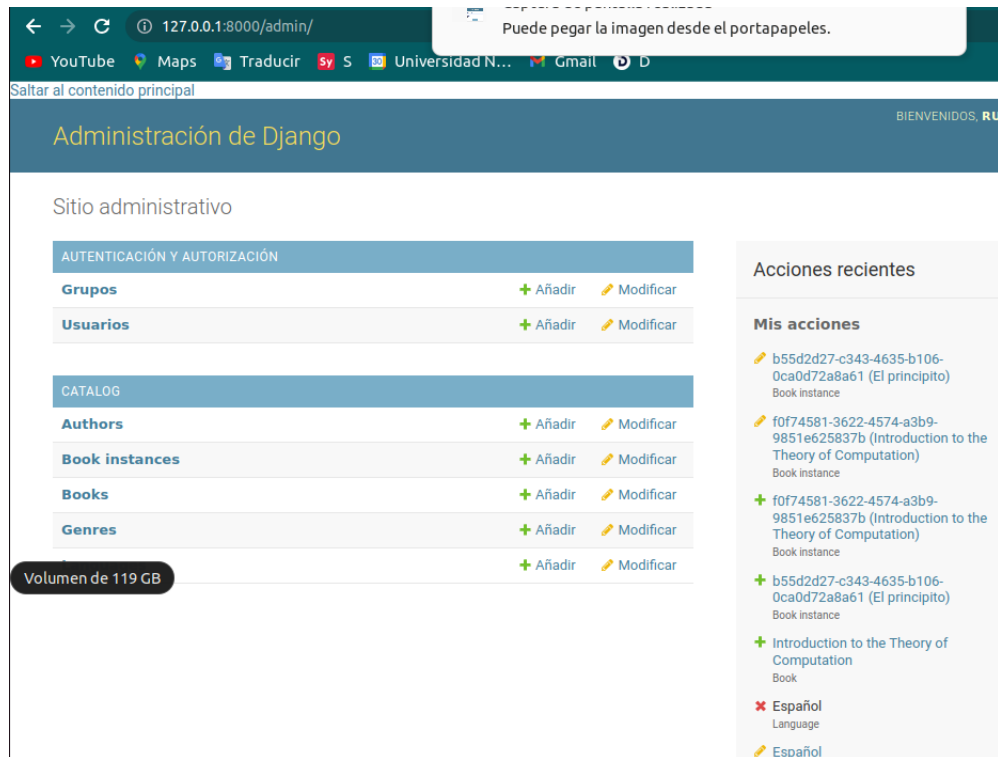 127.0.0.1:8000/admin/
Puede pegar la imagen desde el portapapeles.
YouTube Maps Traducir Sy S 30 Universidad N... Gmail D
Saltar al contenido principal
BIENVENIDOS, RU
Administración de Django
Sitio administrativo
AUTENTICACIÓN Y AUTORIZACIÓN
Grupos Añadir Modificar
Usuarios Añadir Modificar
CATALOG
Authors Añadir Modificar
Book instances Añadir Modificar
Books Añadir Modificar
Genres Añadir Modificar
Añadir Modificar
Volumen de 119 GB
Acciones recientes
Mis acciones
b55d2d27-c343-4635-b106-
0ca0d72a8a61 (El principito)
Book instance
f0f74581-3622-4574-a3b9-
9851e625837b (Introduction to the
Theory of Computation)
Book instance
f0f74581-3622-4574-a3b9-
9851e625837b (Introduction to the
Theory of Computation)
Book instance
b55d2d27-c343-4635-b106-
0ca0d72a8a61 (El principito)
Book instance
Introduction to the Theory of
Computation
Book
Español
Language
Español